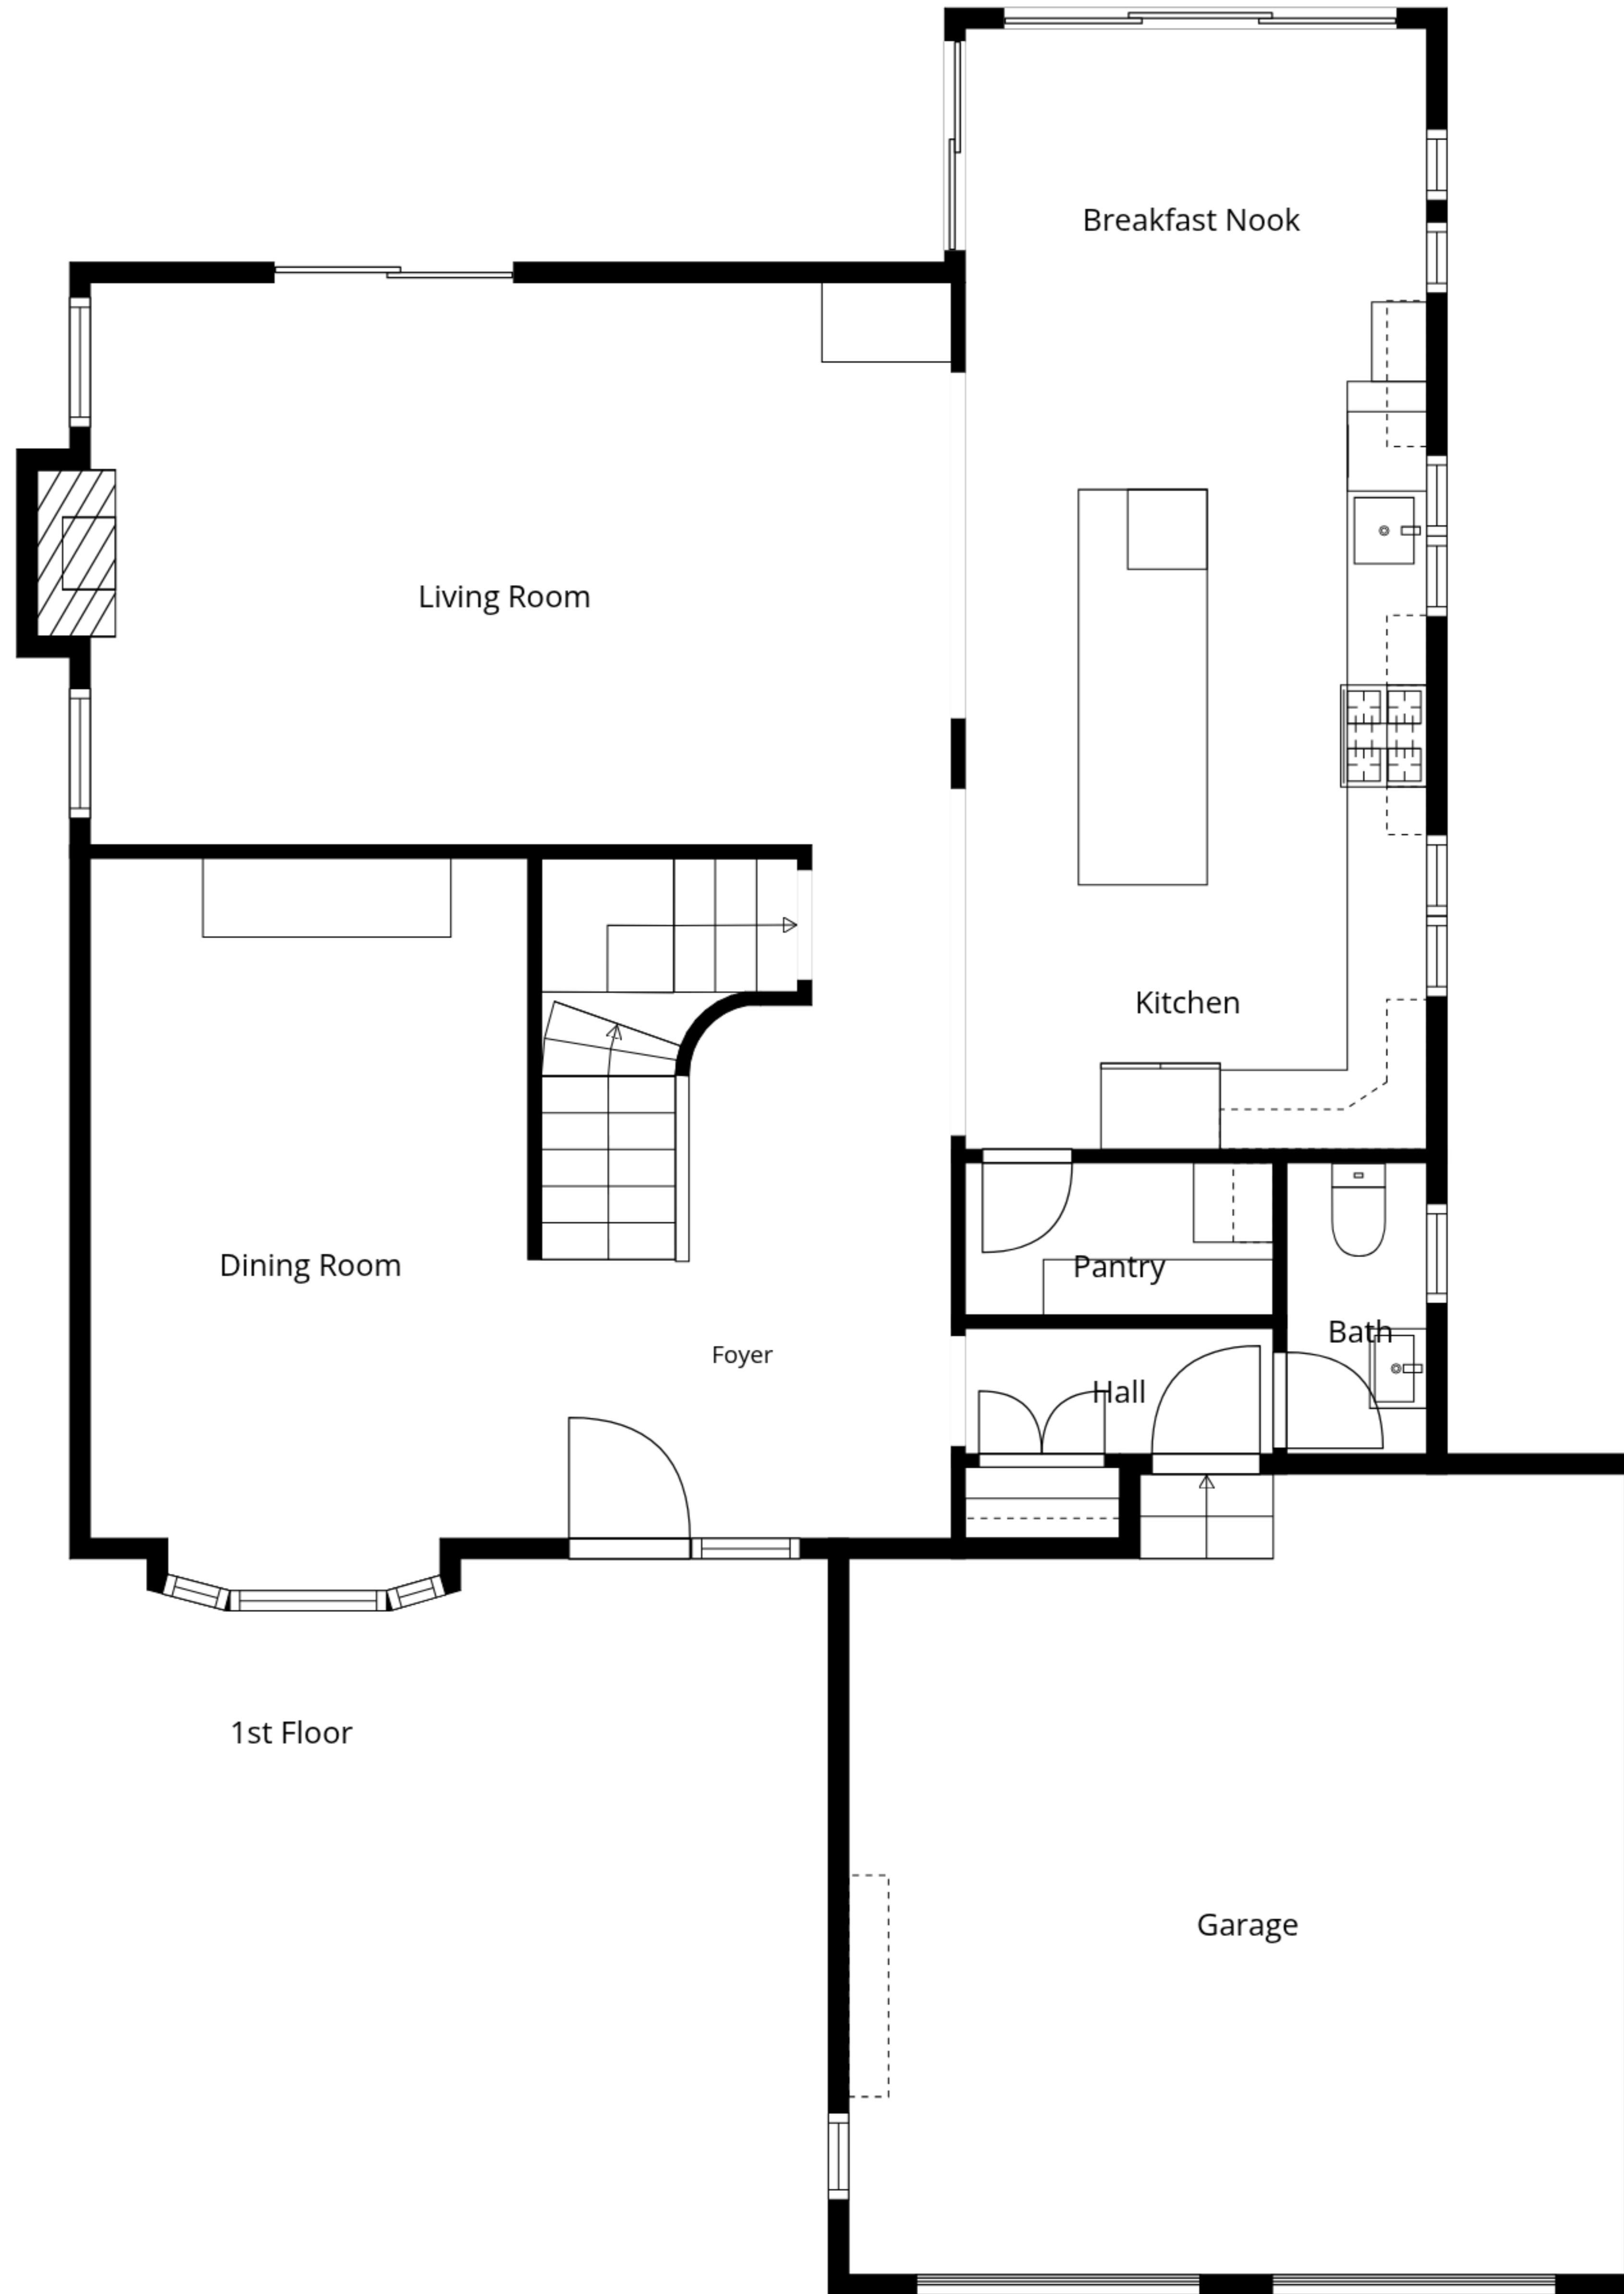 Breakfast Nook
Living Room
Kitchen
Dining Room
Pantry
Bath
Foyer
Hall
1st Floor
Garage